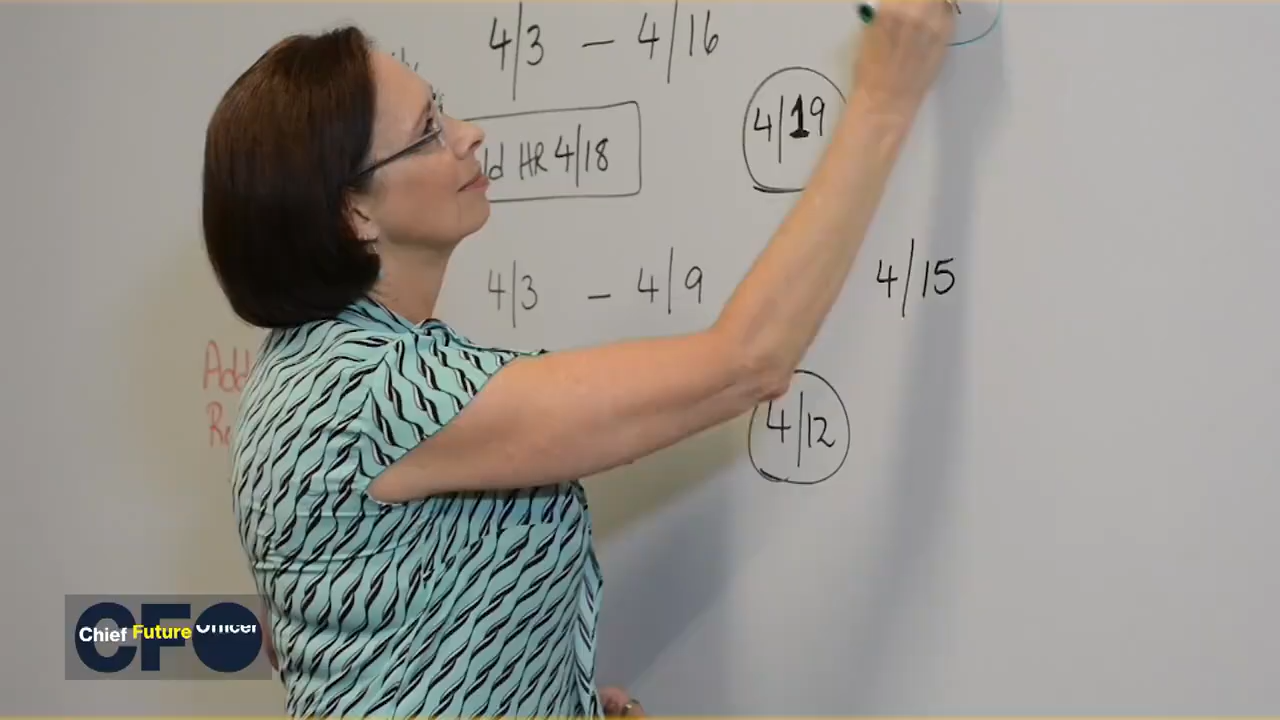 4/3 – 4/16
4/19
HR 4/18
4/3 – 4/9
4/15
Add
4/12
CFO
Chief Future Officer